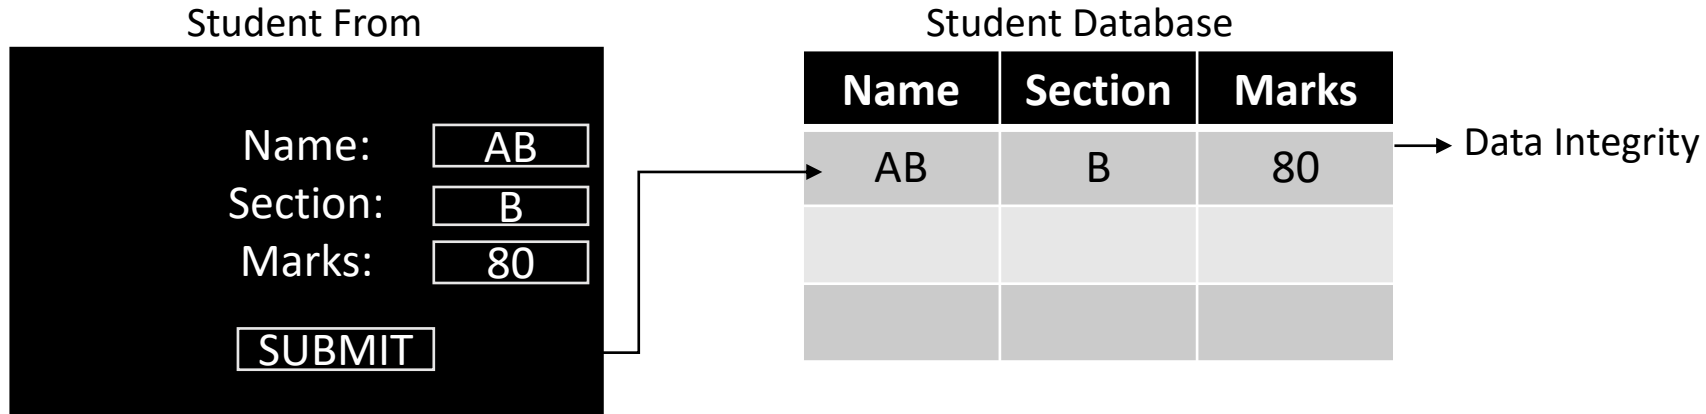 Student From
Name: AB
Section: B
Marks: 80
SUBMIT
Student Database
Name Section Marks
AB B 80
Data Integrity